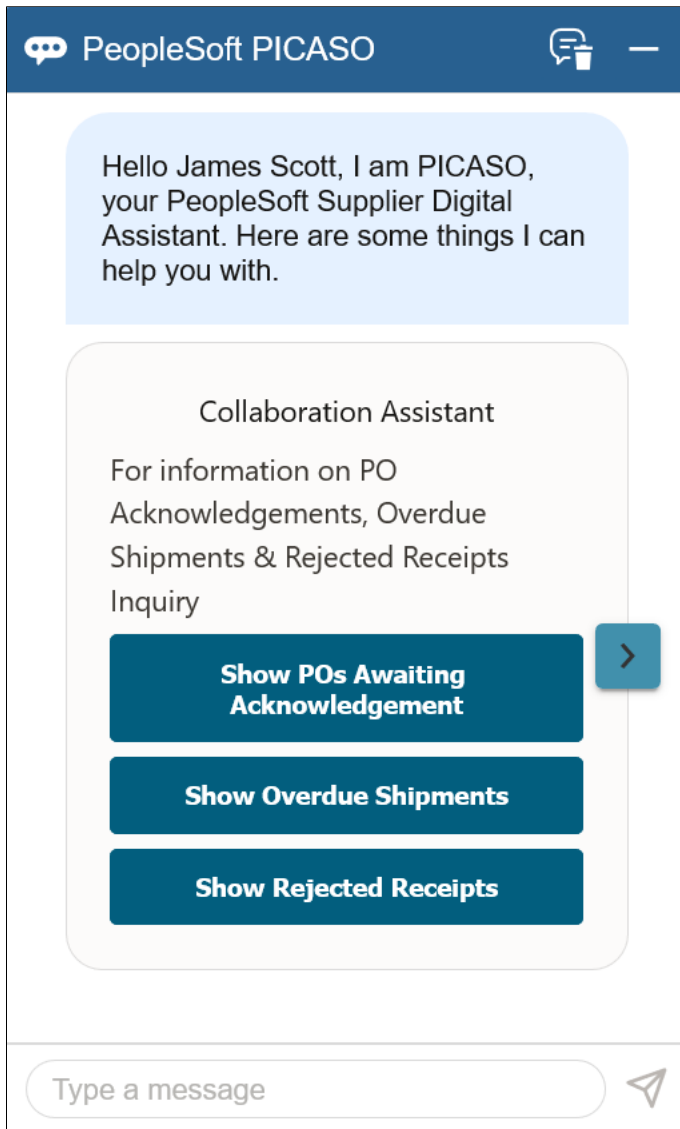 PeopleSoft PICASO
Hello James Scott, I am PICASO,
your PeopleSoft Supplier Digital
Assistant. Here are some things I can
help you with.
Collaboration Assistant
For information on PO
Acknowledgements, Overdue
Shipments & Rejected Receipts
Inquiry
Show POs Awaiting
Acknowledgement
Show Overdue Shipments
Show Rejected Receipts
Type a message